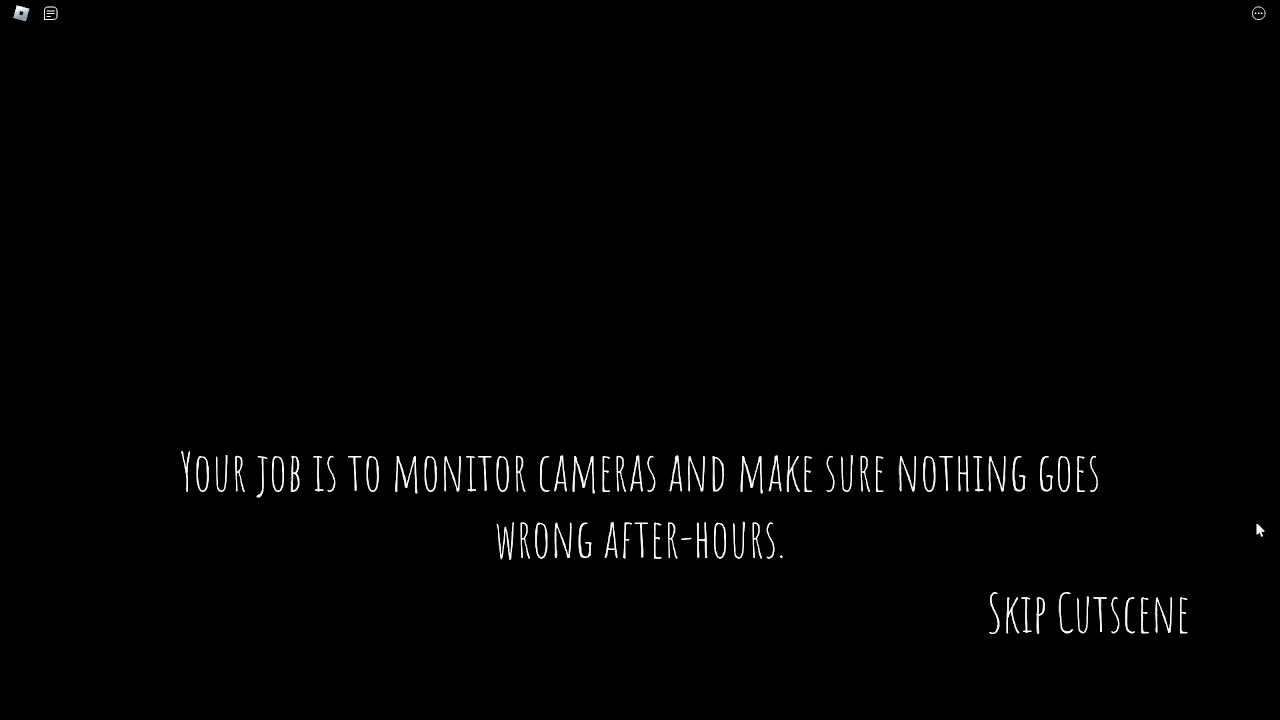 Your job is to monitor cameras and make sure nothing goes
wrong after-hours.
Skip Cutscene